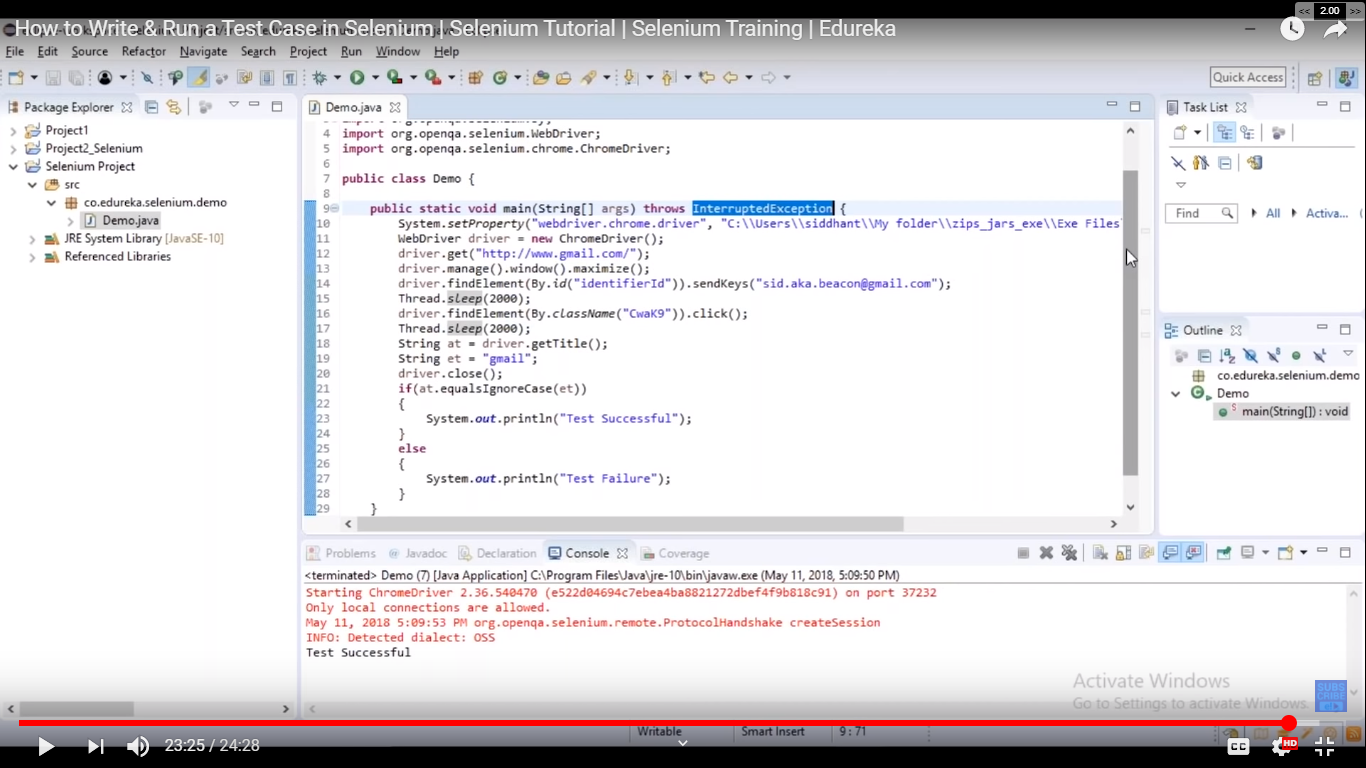 << 2.00 >>
How to Write & Run a Test Case in Selenium | Selenium Tutorial | Selenium Training | Edureka
File Edit Source Refactor Navigate Search Project Run Window Help
Quick Access
Package Explorer
Project1
Project2_Selenium
Selenium Project
src
co.edureka.selenium.demo
Demo.java
JRE System Library [JavaSE-10]
Referenced Libraries
Demo.java
4 import org.openqa.selenium.WebDriver;
5 import org.openqa.selenium.chrome.ChromeDriver;
6
7 public class Demo {
8
9 public static void main(String[] args) throws InterruptedException {
10 System.setProperty("webdriver.chrome.driver", "C:\\Users\\siddhant\\My folder\\zips_jars_exe\\Exe Files
11 WebDriver driver = new ChromeDriver();
12 driver.get("http://www.gmail.com/");
13 driver.manage().window().maximize();
14 driver.findElement(By.id("identifierId")).sendKeys("sid.aka.beacon@gmail.com");
15 Thread.sleep(2000);
16 driver.findElement(By.className("CwaK9")).click();
17 Thread.sleep(2000);
18 String at = driver.getTitle();
19 String et = "gmail";
20 driver.close();
21 if(at.equalsIgnoreCase(et))
22 {
23 System.out.println("Test Successful");
24 }
25 else
26 {
27 System.out.println("Test Failure");
28 }
29 }
Task List
Find All Activa...
Outline
co.edureka.selenium.demo
Demo
main(String[]) : void
Problems Javadoc Declaration Console Coverage
<terminated> Demo (7) [Java Application] C:\Program Files\Java\jre-10\bin\javaw.exe (May 11, 2018, 5:09:50 PM)
Starting ChromeDriver 2.36.540470 (e522d04694c7ebea4ba8821272dbef4f9b818c91) on port 37232
Only local connections are allowed.
May 11, 2018 5:09:53 PM org.openqa.selenium.remote.ProtocolHandshake createSession
INFO: Detected dialect: OSS
Test Successful
Activate Windows
Go to Settings to activate Windows.
SUBSCRIBE
Writable Smart Insert 9 : 71
23:25 / 24:28
CC HD